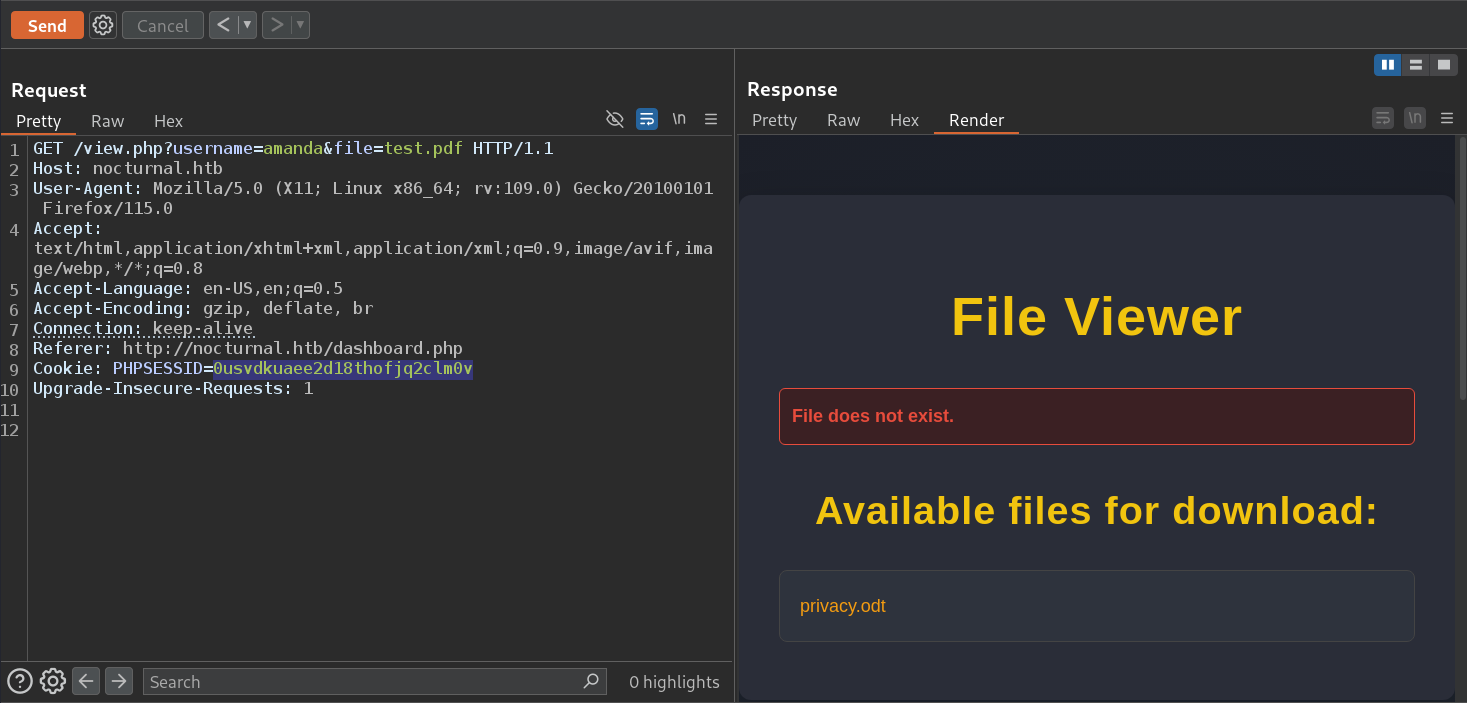 Send
Cancel
Request
Pretty Raw Hex
\n
1 GET /view.php?username=amanda&file=test.pdf HTTP/1.1
2 Host: nocturnal.htb
3 User-Agent: Mozilla/5.0 (X11; Linux x86_64; rv:109.0) Gecko/20100101
Firefox/115.0
4 Accept:
text/html,application/xhtml+xml,application/xml;q=0.9,image/avif,ima
ge/webp,*/*;q=0.8
5 Accept-Language: en-US,en;q=0.5
6 Accept-Encoding: gzip, deflate, br
7 Connection: keep-alive
8 Referer: http://nocturnal.htb/dashboard.php
9 Cookie: PHPSESSID=0usvdkuaee2d18thofjq2clm0v
10 Upgrade-Insecure-Requests: 1
11
12
Search
0 highlights
Response
Pretty Raw Hex Render
\n
File Viewer
File does not exist.
Available files for download:
privacy.odt